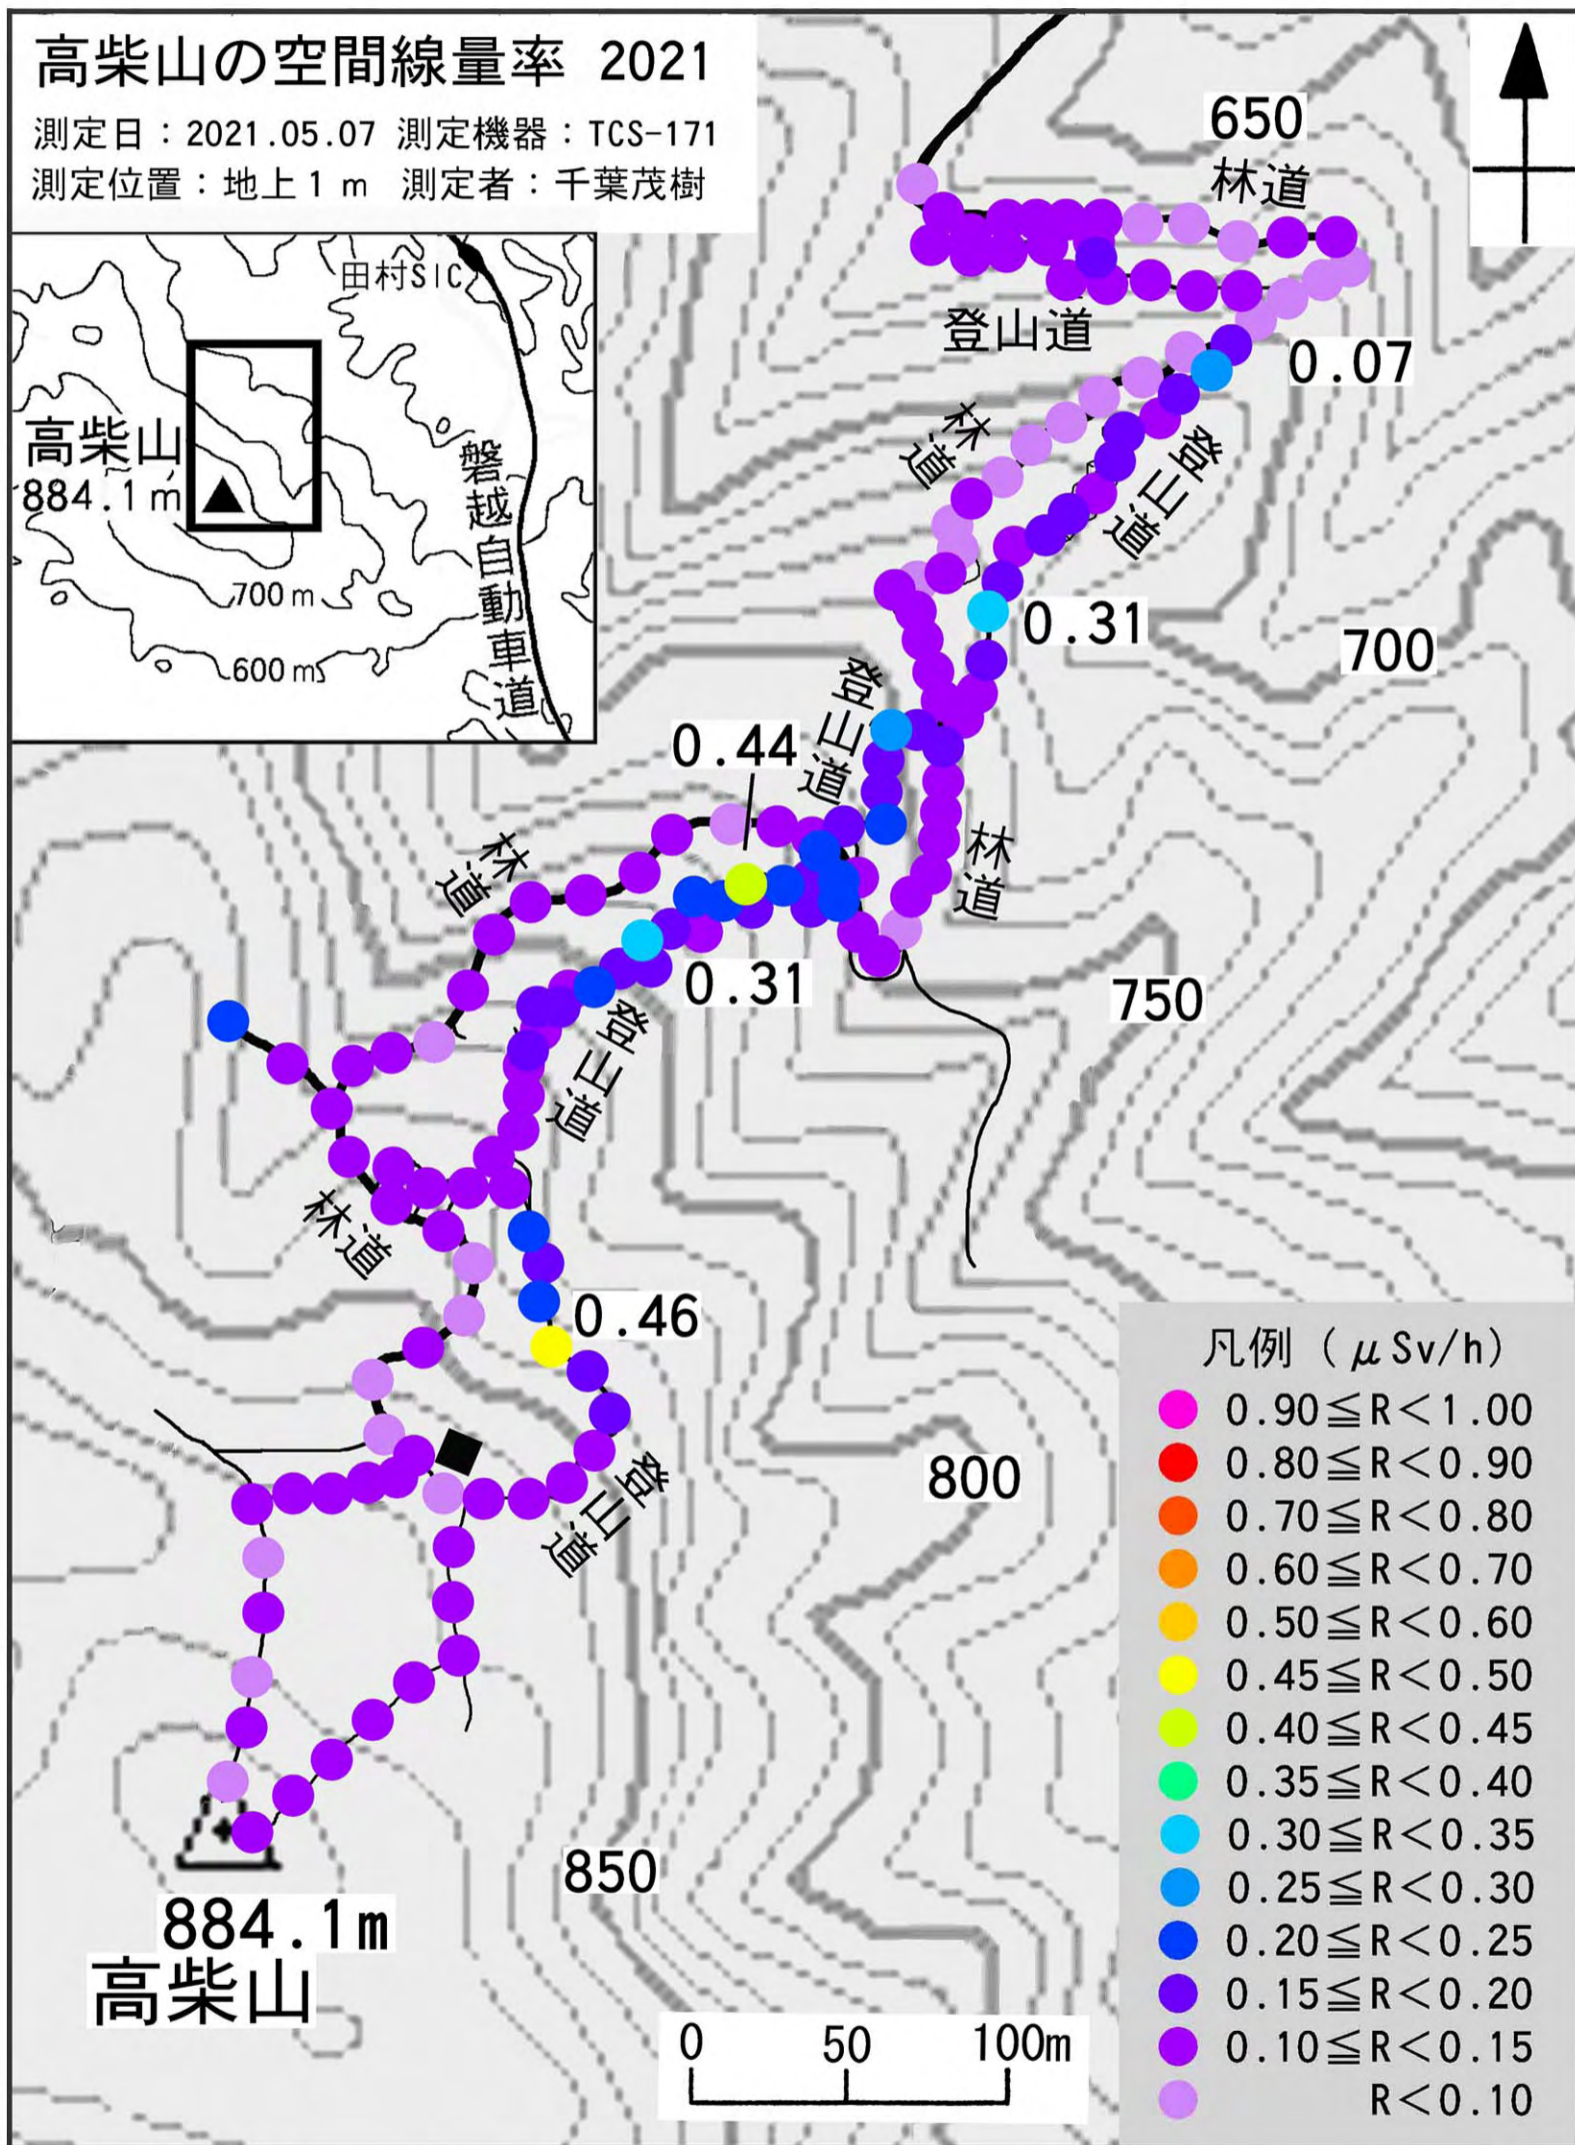 高柴山の空間線量率 2021
測定日：2021.05.07 測定機器：TCS-171
測定位置：地上1m 測定者：千葉茂樹
田村SIC
高柴山
884.1m
磐越自動車道
700m
600m
650
林道
登山道
0.07
林道
登山道
0.31
700
登山道
0.44
林道
林道
0.31
750
登山道
林道
0.46
登山道
800
850
884.1m
高柴山
0 50 100m
凡例（μSv/h）
0.90≦R＜1.00
0.80≦R＜0.90
0.70≦R＜0.80
0.60≦R＜0.70
0.50≦R＜0.60
0.45≦R＜0.50
0.40≦R＜0.45
0.35≦R＜0.40
0.30≦R＜0.35
0.25≦R＜0.30
0.20≦R＜0.25
0.15≦R＜0.20
0.10≦R＜0.15
R＜0.10